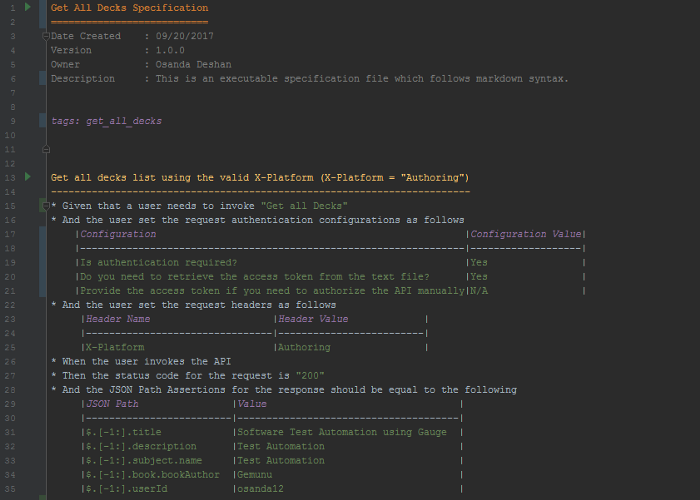 1 Get All Decks Specification
2 ===========================
3 Date Created    : 09/20/2017
4 Version         : 1.0.0
5 Owner           : Osanda Deshan
6 Description     : This is an executable specification file which follows markdown syntax.
7
8
9 tags: get_all_decks
10
11
12
13 Get all decks list using the valid X-Platform (X-Platform = "Authoring")
14 ------------------------------------------------------------------------
15 * Given that a user needs to invoke "Get all Decks"
16 * And the user set the request authentication configurations as follows
17 |Configuration |Configuration Value|
18 |------------------------------------------------------------------|-------------------|
19 |Is authentication required? |Yes |
20 |Do you need to retrieve the access token from the text file? |Yes |
21 |Provide the access token if you need to authorize the API manually|N/A |
22 * And the user set the request headers as follows
23 |Header Name |Header Value |
24 |--------------------------------|-------------------------|
25 |X-Platform |Authoring |
26 * When the user invokes the API
27 * Then the status code for the request is "200"
28 * And the JSON Path Assertions for the response should be equal to the following
29 |JSON Path |Value |
30 |-------------------------|--------------------------------------|
31 |$.[-1:].title |Software Test Automation using Gauge |
32 |$.[-1:].description |Test Automation |
33 |$.[-1:].subject.name |Test Automation |
34 |$.[-1:].book.bookAuthor |Gemunu |
35 |$.[-1:].userId |osanda12 |